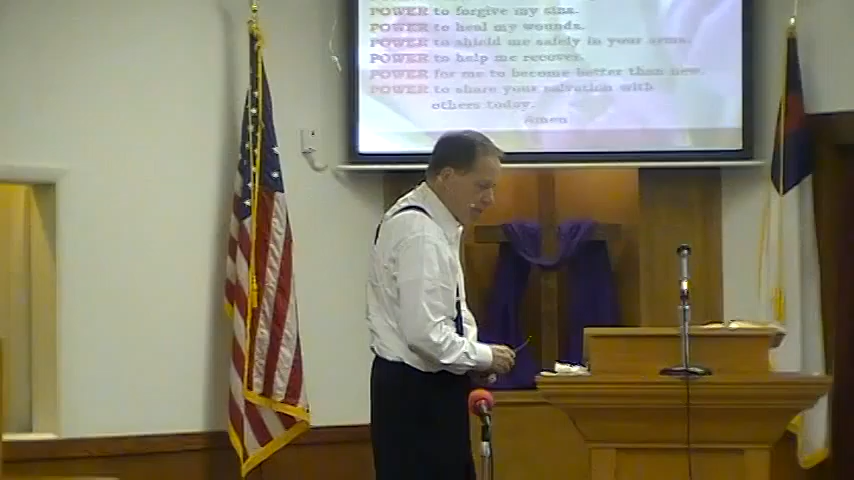 POWER to forgive my sins.
POWER to heal my wounds.
POWER to shield me safely in your arms.
POWER to help me recover.
POWER for me to become better than new.
POWER to share your salvation with
others today.
Amen